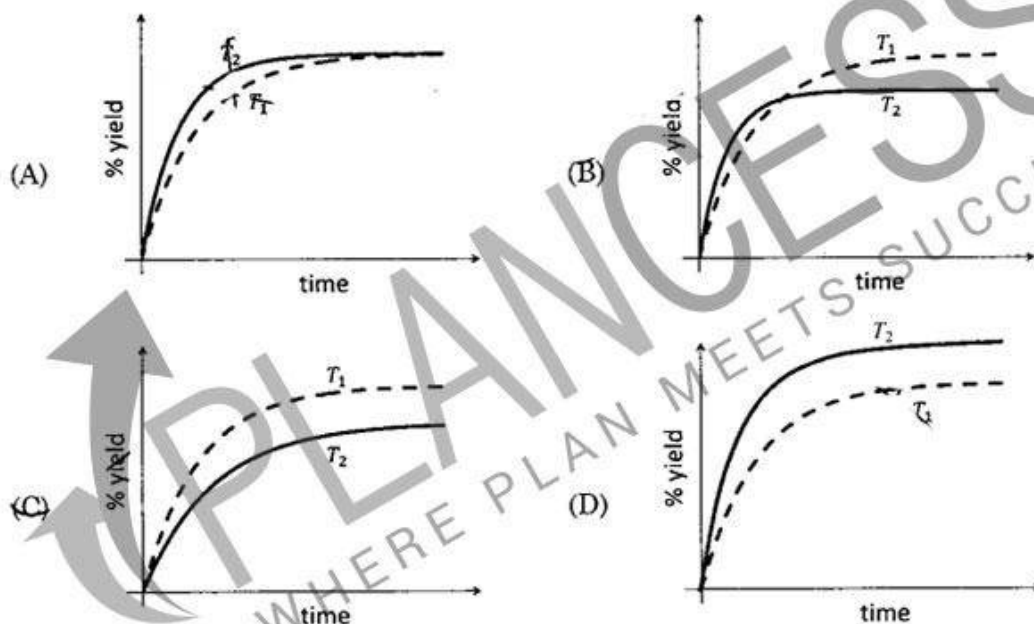 (A)
% yield
T₂
T₁
time
(B)
% yield
T₁
T₂
time
(C)
% yield
T₁
T₂
time
(D)
% yield
T₂
T₁
time
PLANCESS
WHERE PLAN MEETS SUCC